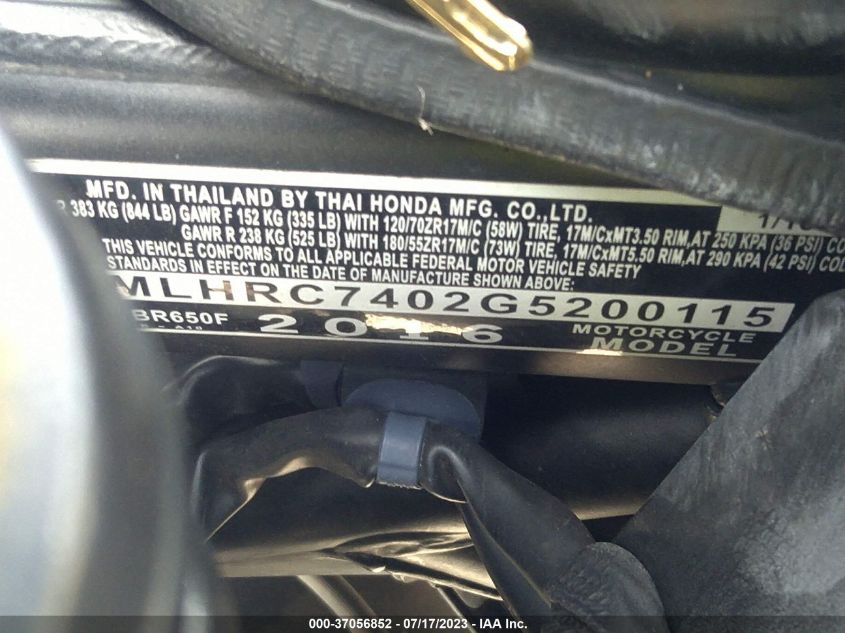 MFD. IN THAILAND BY THAI HONDA MFG. CO.,LTD.
R 383 KG (844 LB) GAWR F 152 KG (335 LB) WITH 120/70ZR17M/C (58W) TIRE, 17M/CxMT3.50 RIM,AT 250 KPA (36 PSI) CO
GAWR R 238 KG (525 LB) WITH 180/55ZR17M/C (73W) TIRE, 17M/CxMT5.50 RIM,AT 290 KPA (42 PSI) COL
THIS VEHICLE CONFORMS TO ALL APPLICABLE FEDERAL MOTOR VEHICLE SAFETY
STANDARDS IN EFFECT ON THE DATE OF MANUFACTURE SHOWN ABOVE:
MLHRC7402G5200115
BR650F 2016 MOTORCYCLE
MODEL
000-37056852 / 07/17/2023 - IAA Inc.